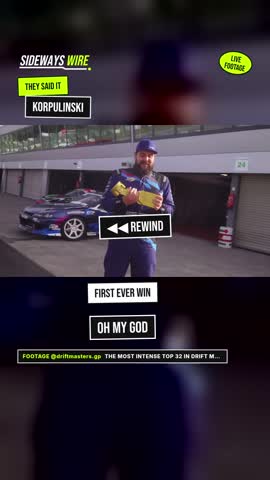 SIDEWAYS WIRE.
LIVE
FOOTAGE
THEY SAID IT
KORPULINSKI
24
REWIND
FIRST EVER WIN
OH MY GOD
FOOTAGE @driftmasters.gp THE MOST INTENSE TOP 32 IN DRIFT M...